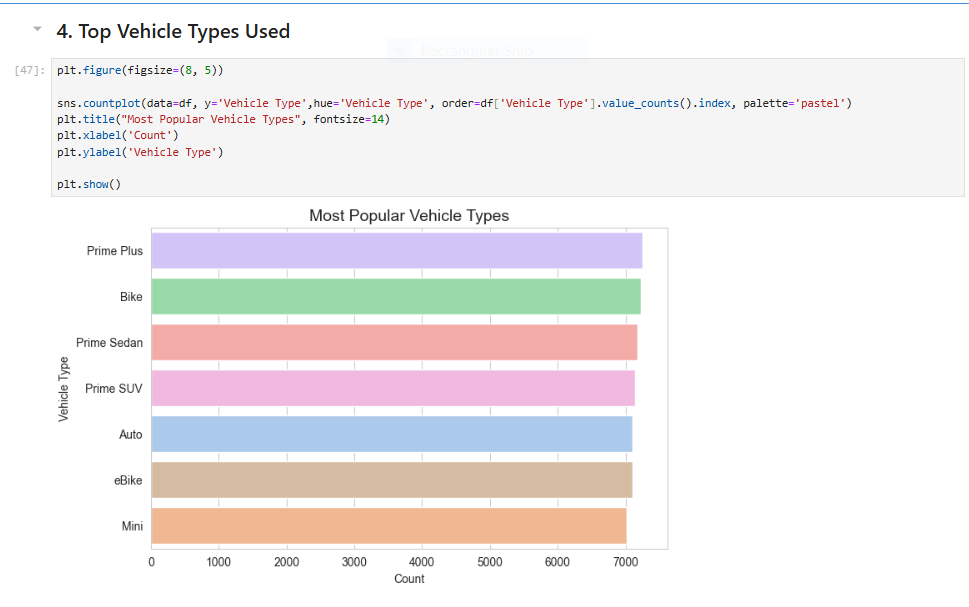 4. Top Vehicle Types Used
Rectangular Snip
[47]:
plt.figure(figsize=(8, 5))
sns.countplot(data=df, y='Vehicle Type',hue='Vehicle Type', order=df['Vehicle Type'].value_counts().index, palette='pastel')
plt.title("Most Popular Vehicle Types", fontsize=14)
plt.xlabel('Count')
plt.ylabel('Vehicle Type')
plt.show()
Most Popular Vehicle Types
Prime Plus
Bike
Prime Sedan
Prime SUV
Auto
eBike
Mini
Vehicle Type
0 1000 2000 3000 4000 5000 6000 7000
Count